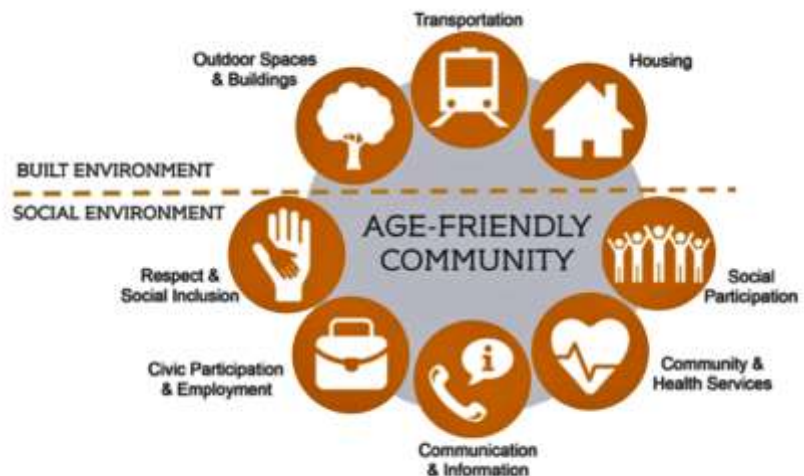 Transportation
Outdoor Spaces
& Buildings
Housing
BUILT ENVIRONMENT
SOCIAL ENVIRONMENT
AGE-FRIENDLY
COMMUNITY
Respect &
Social Inclusion
Social
Participation
Civic Participation
& Employment
Community &
Health Services
i
Communication
& Information